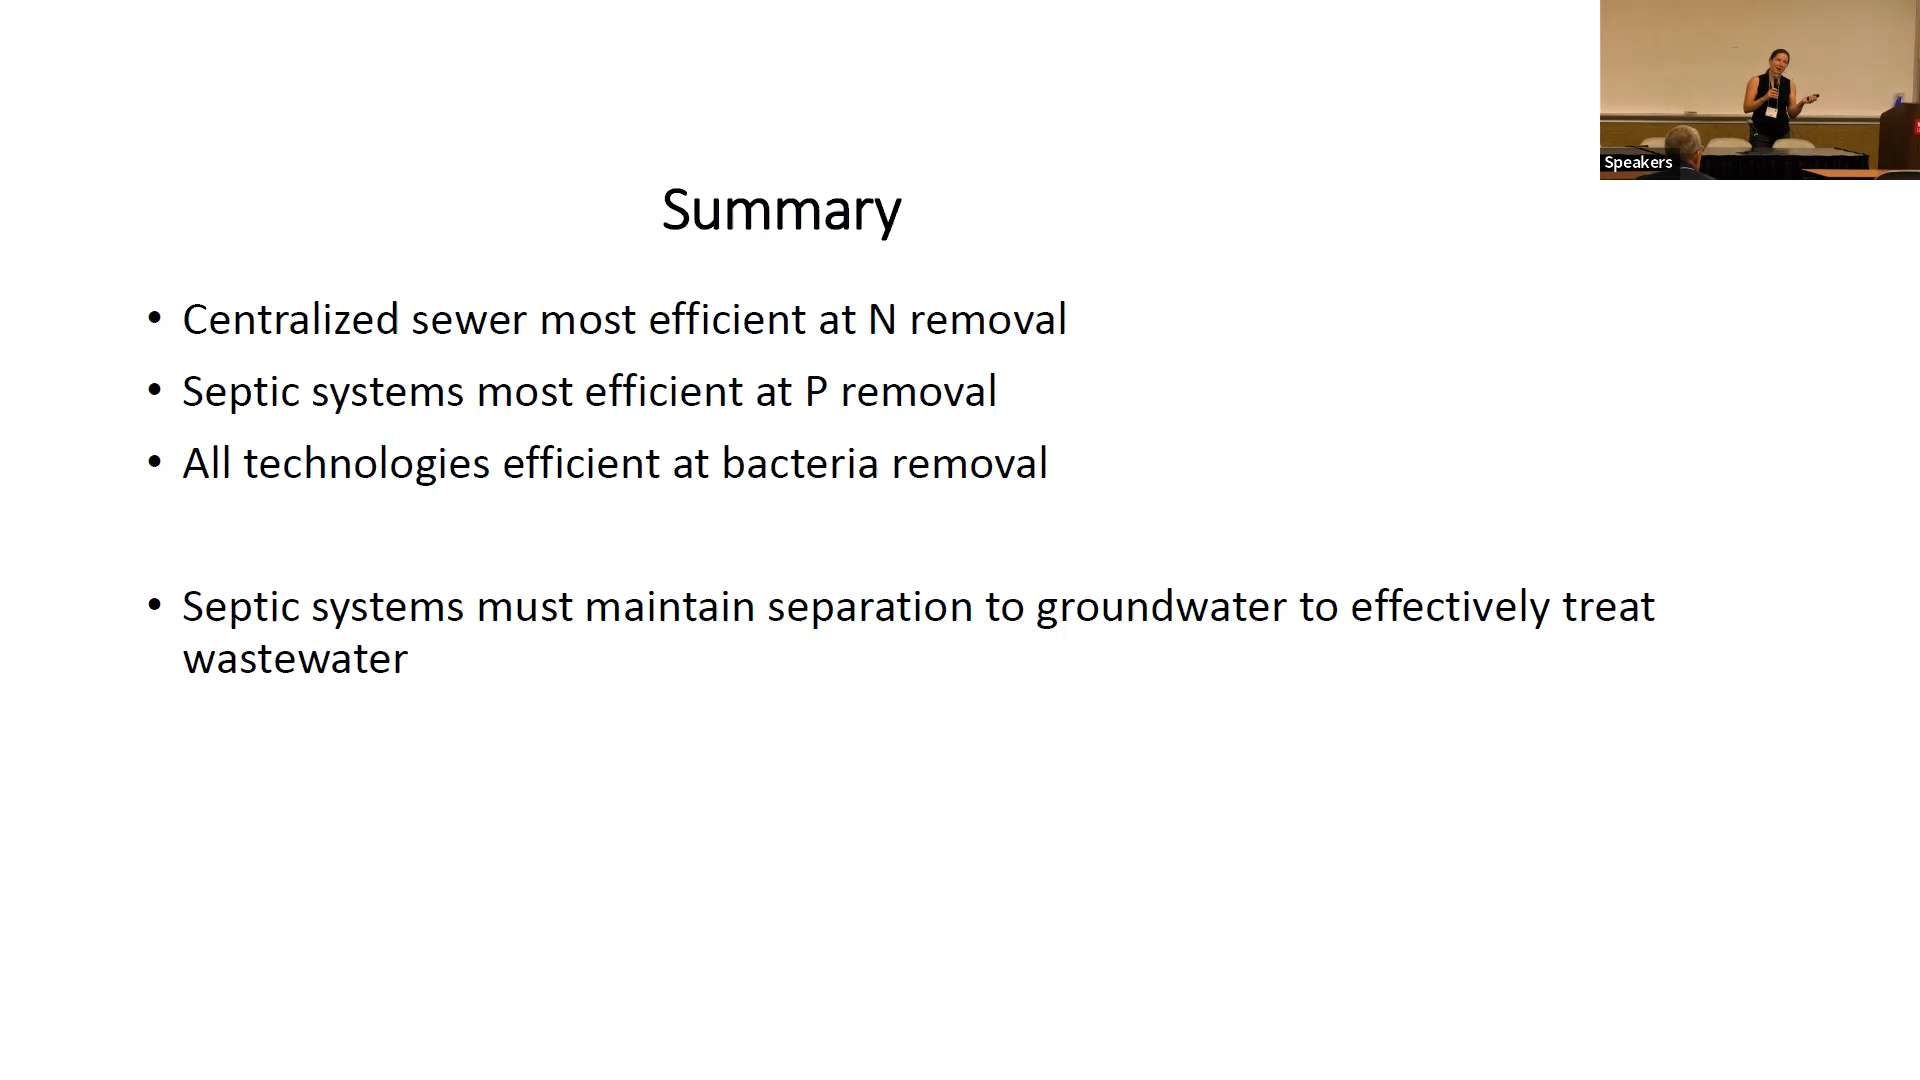 Speakers
Summary
• Centralized sewer most efficient at N removal
• Septic systems most efficient at P removal
• All technologies efficient at bacteria removal
• Septic systems must maintain separation to groundwater to effectively treat
wastewater